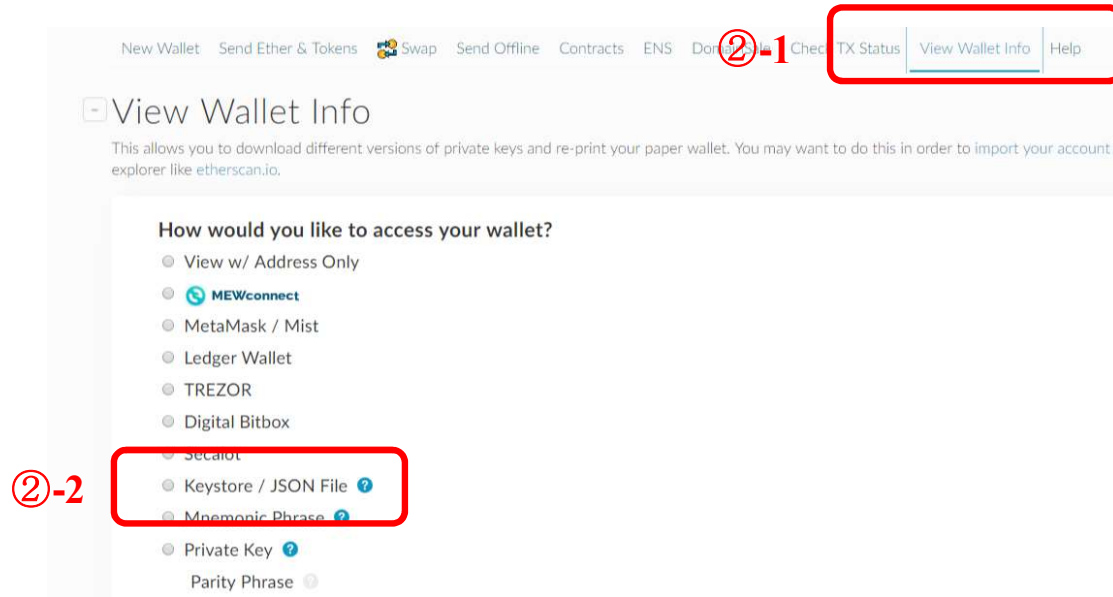 New Wallet Send Ether & Tokens Swap Send Offline Contracts ENS Check TX Status View Wallet Info Help
②-1
- View Wallet Info
This allows you to download different versions of private keys and re-print your paper wallet. You may want to do this in order to import your account
explorer like etherscan.io.
How would you like to access your wallet?
View w/ Address Only
MEWconnect
MetaMask / Mist
Ledger Wallet
TREZOR
Digital Bitbox
Secalot
②-2
Keystore / JSON File ?
Mnemonic Phrase ?
Private Key ?
Parity Phrase ?